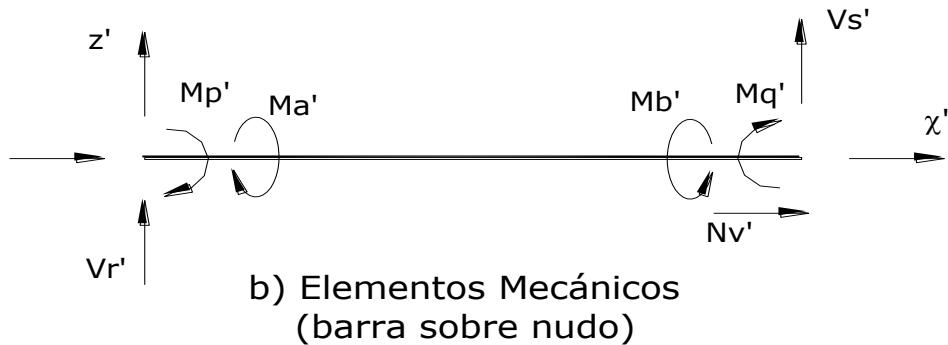 Vs'
z'
Mp'
Ma'
Mb'
Mq'
χ'
Nv'
Vr'
b) Elementos Mecánicos
(barra sobre nudo)